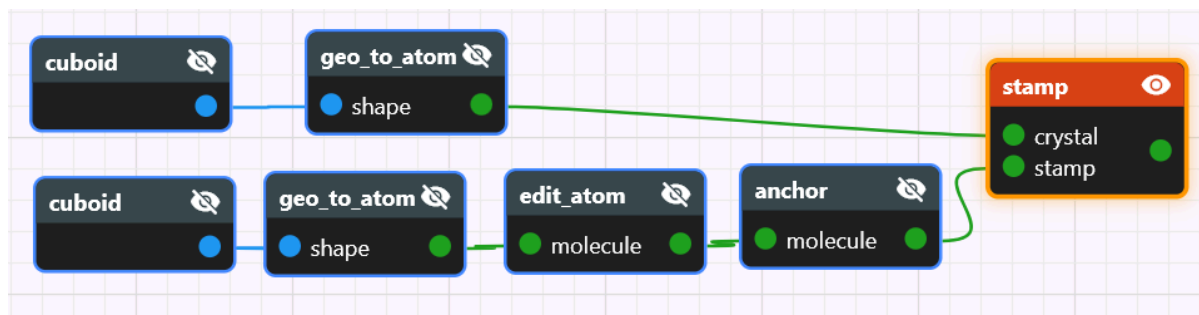 cuboid
geo_to_atom
shape
stamp
crystal
stamp
cuboid
geo_to_atom
shape
edit_atom
molecule
anchor
molecule